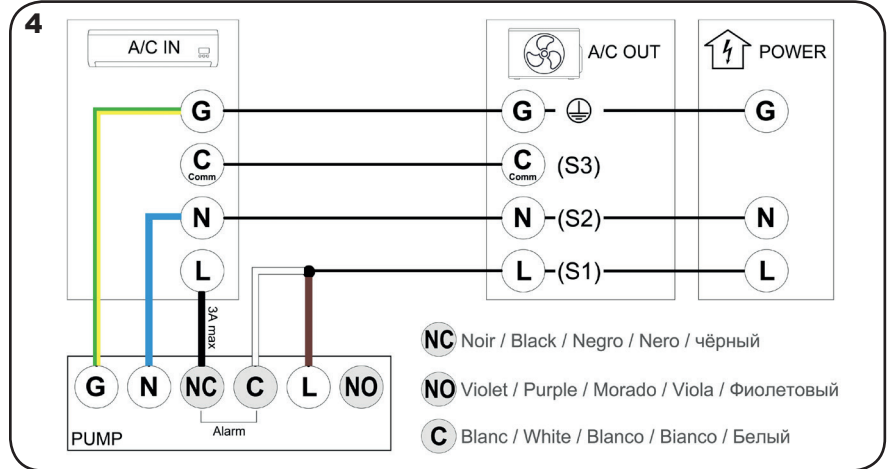 4
A/C IN
A/C OUT
POWER
G
G
G
C
Comm
C
Comm
(S3)
N
N
(S2)
N
L
L
(S1)
L
3A max
NC Noir / Black / Negro / Nero / чёрный
G
N
NC
C
L
NO
NO Violet / Purple / Morado / Viola / Фиолетовый
Alarm
PUMP
C Blanc / White / Blanco / Bianco / Белый